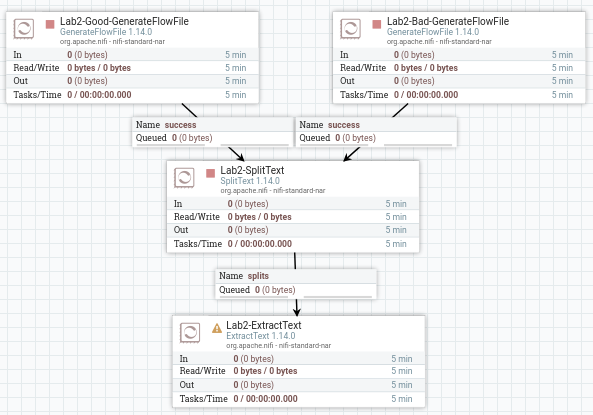 Lab2-Good-GenerateFlowFile
GenerateFlowFile 1.14.0
org.apache.nifi - nifi-standard-nar
In 0 (0 bytes) 5 min
Read/Write 0 bytes / 0 bytes 5 min
Out 0 (0 bytes) 5 min
Tasks/Time 0 / 00:00:00.000 5 min
Lab2-Bad-GenerateFlowFile
GenerateFlowFile 1.14.0
org.apache.nifi - nifi-standard-nar
In 0 (0 bytes) 5 min
Read/Write 0 bytes / 0 bytes 5 min
Out 0 (0 bytes) 5 min
Tasks/Time 0 / 00:00:00.000 5 min
Name success
Queued 0 (0 bytes)
Name success
Queued 0 (0 bytes)
Lab2-SplitText
SplitText 1.14.0
org.apache.nifi - nifi-standard-nar
In 0 (0 bytes) 5 min
Read/Write 0 bytes / 0 bytes 5 min
Out 0 (0 bytes) 5 min
Tasks/Time 0 / 00:00:00.000 5 min
Name splits
Queued 0 (0 bytes)
Lab2-ExtractText
ExtractText 1.14.0
org.apache.nifi - nifi-standard-nar
In 0 (0 bytes) 5 min
Read/Write 0 bytes / 0 bytes 5 min
Out 0 (0 bytes) 5 min
Tasks/Time 0 / 00:00:00.000 5 min